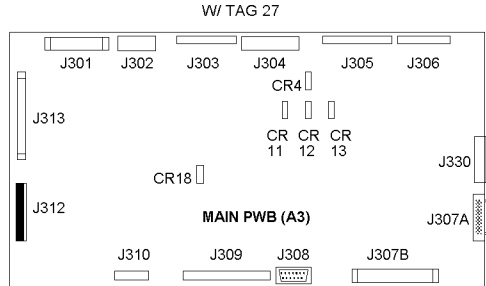 W/ TAG 27
J301 J302 J303 J304 J305 J306
CR4
J313
CR CR CR
11 12 13
J330
CR18
J312
MAIN PWB (A3)
J307A
J310 J309 J308 J307B